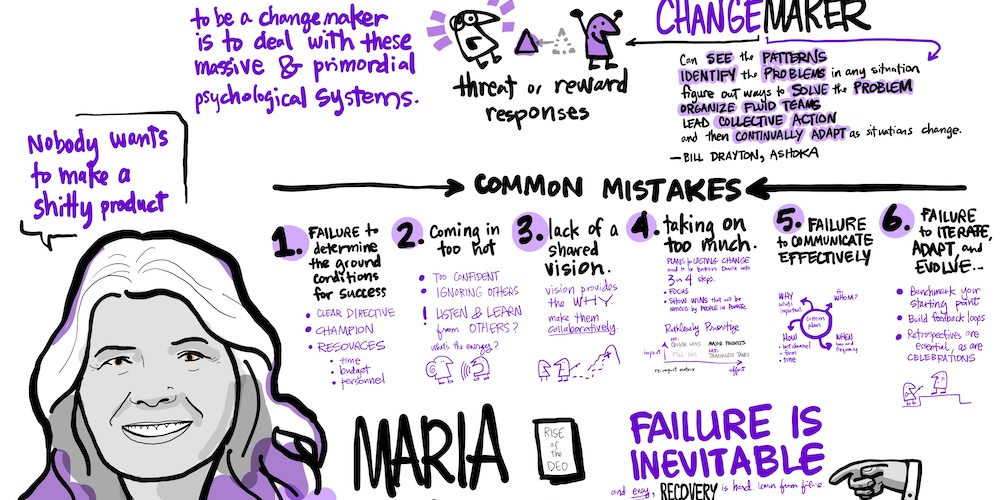 to be a changemaker
is to deal with these
massive & primordial
psychological systems.
threat or reward
responses
CHANGEMAKER
Can SEE the PATTERNS
IDENTIFY the PROBLEMS in any situation
figure out ways to SOLVE the PROBLEM
ORGANIZE FLUID TEAMS
LEAD COLLECTIVE ACTION
and then CONTINUALLY ADAPT as situations change.
— BILL DRAYTON, ASHOKA
Nobody wants
to make a
shitty product
COMMON MISTAKES
1. FAILURE to
determine
the ground
conditions
for success
• CLEAR DIRECTIVE
• CHAMPION
• RESOURCES
• time
• budget
• personnel
2. Coming in
too hot
• TOO CONFIDENT
• IGNORING OTHERS
! LISTEN & LEARN
from OTHERS?
whats the energy?
3. lack of a
shared
vision.
vision provides
the WHY.
make them
collaboratively.
4. taking on
too much.
PLANS for LASTING CHANGE
need to be broken down into
3 or 4 steps.
• FOCUS
• SHOW WINS that will be
NOTICED by PEOPLE IN POWER
Ruthlessly Prioritize
QUICK WINS
MAJOR PROJECTS
FILL INS
THANKLESS TASKS
impact
effort
5. FAILURE
to COMMUNICATE
EFFECTIVELY
WHY
what's
important
for
WHOM?
comm
plan
HOW
• best channel
• tone
• time
WHEN
time and
frequency
6. FAILURE
to ITERATE,
ADAPT, and
EVOLVE...
• Benchmark your
starting point
• Build feedback loops
• Retrospectives are
essential, as are
CELEBRATIONS
MARIA
RISE
of the
DEO
FAILURE IS
INEVITABLE
and easy, RECOVERY is hard. learn from